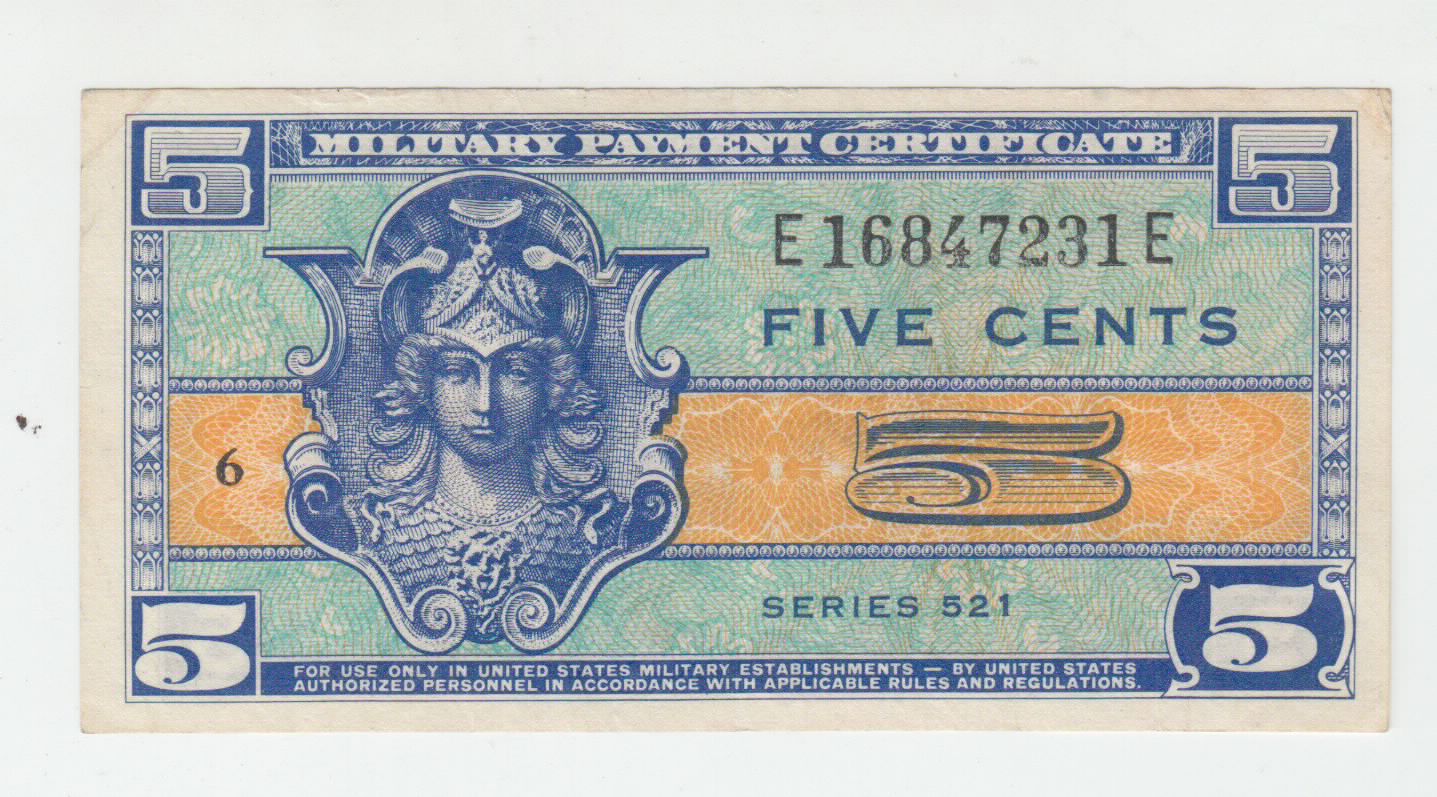 5 MILITARY PAYMENT CERTIFICATE 5
E16847231E
FIVE CENTS
6 5
SERIES 521
5 5
FOR USE ONLY IN UNITED STATES MILITARY ESTABLISHMENTS — BY UNITED STATES
AUTHORIZED PERSONNEL IN ACCORDANCE WITH APPLICABLE RULES AND REGULATIONS.